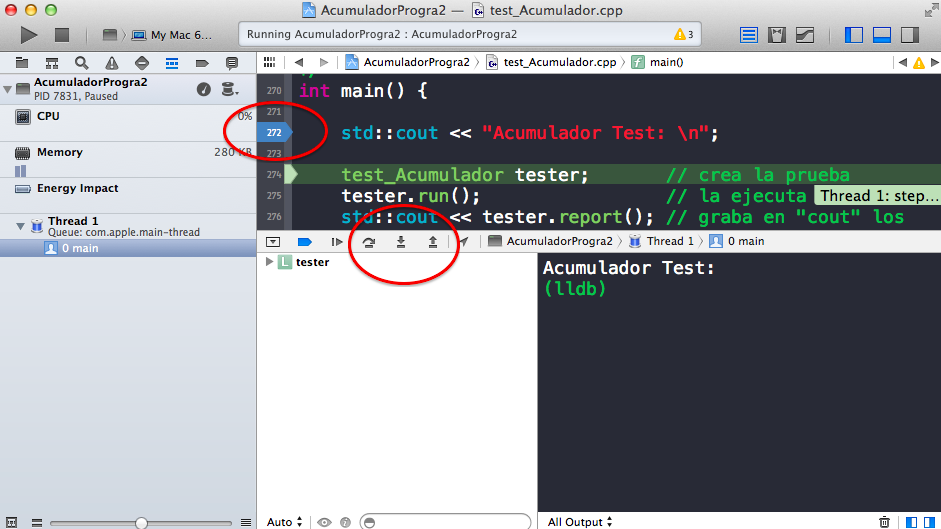 AcumuladorProgra2 — test_Acumulador.cpp
My Mac 6...
Running AcumuladorProgra2 : AcumuladorProgra2
3
AcumuladorProgra2
PID 7831, Paused
CPU 0%
Memory 280 KB
Energy Impact
Thread 1
Queue: com.apple.main-thread
0 main
AcumuladorProgra2 test_Acumulador.cpp main()
270 int main() {
271
272 std::cout << "Acumulador Test: \n";
273
274 test_Acumulador tester; // crea la prueba
275 tester.run(); // la ejecuta Thread 1: step...
276 std::cout << tester.report(); // graba en "cout" los
AcumuladorProgra2 Thread 1 0 main
L tester
Acumulador Test:
(lldb)
Auto
All Output